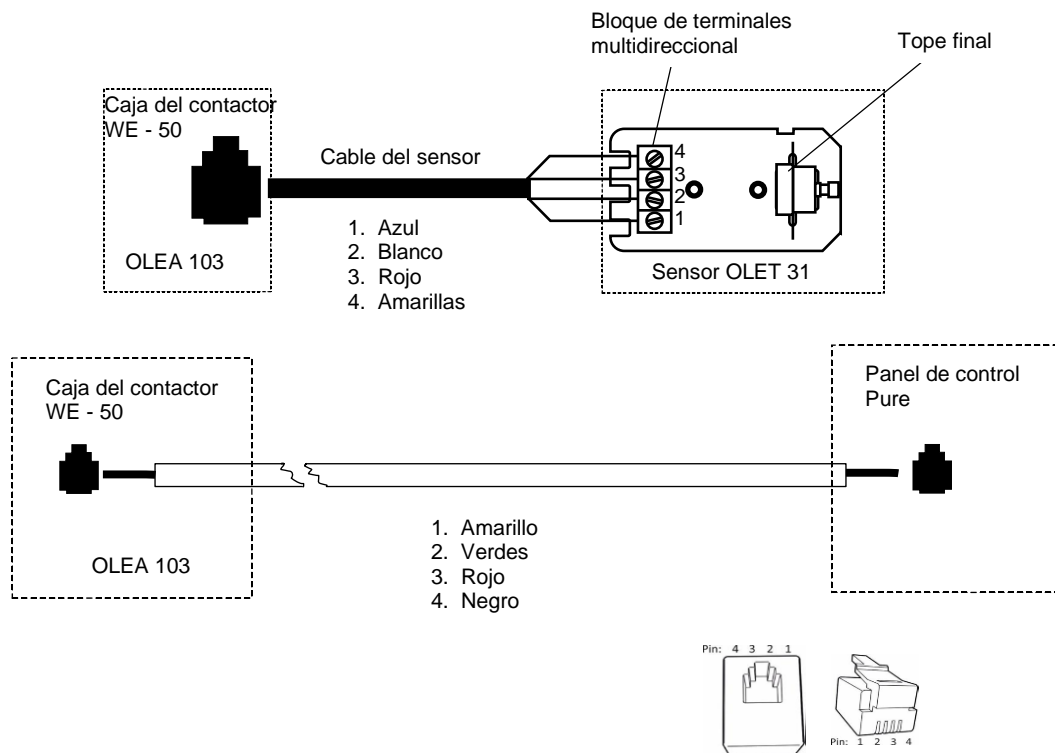 Bloque de terminales
multidireccional
Tope final
Caja del contactor
WE - 50
Cable del sensor
4
3
2
1
1. Azul
2. Blanco
3. Rojo
4. Amarillas
OLEA 103
Sensor OLET 31
Caja del contactor
WE - 50
Panel de control
Pure
OLEA 103
1. Amarillo
2. Verdes
3. Rojo
4. Negro
Pin: 4 3 2 1
Pin: 1 2 3 4